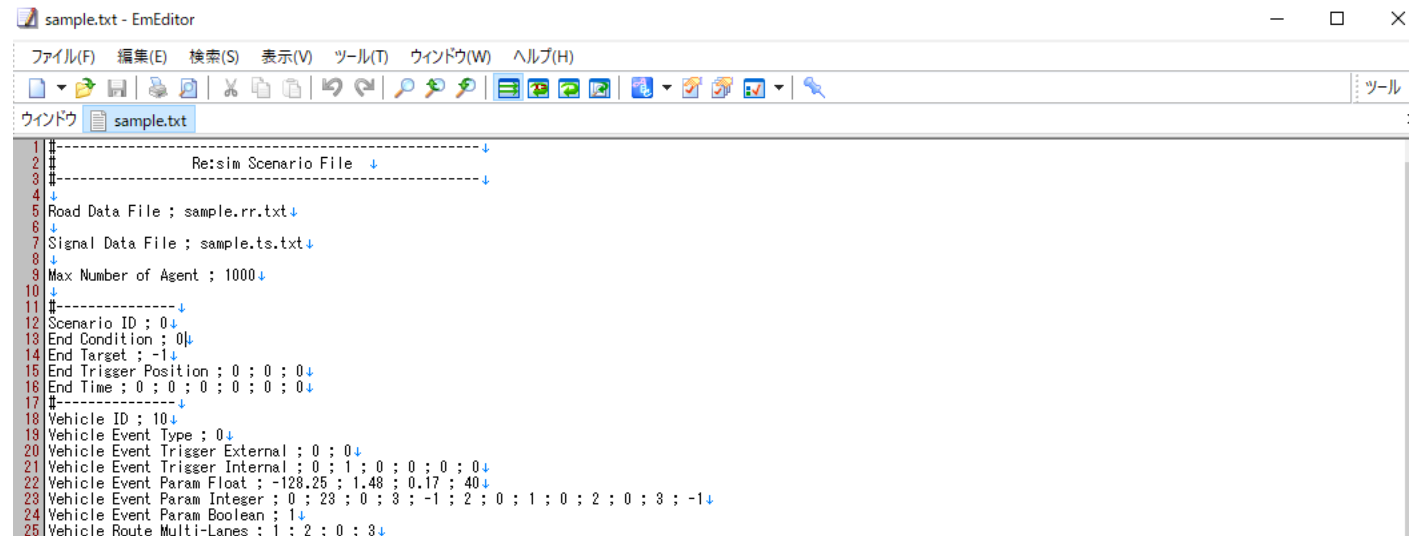 sample.txt - EmEditor
ファイル(F) 編集(E) 検索(S) 表示(V) ツール(T) ウィンドウ(W) ヘルプ(H)
ツール
ウィンドウ sample.txt
1 #-----------------------------------------------------↓
2 # Re:sim Scenario File ↓
3 #-----------------------------------------------------↓
4 ↓
5 Road Data File ; sample.rr.txt↓
6 ↓
7 Signal Data File ; sample.ts.txt↓
8 ↓
9 Max Number of Agent ; 1000↓
10 ↓
11 #---------------↓
12 Scenario ID ; 0↓
13 End Condition ; 0↓
14 End Target ; -1↓
15 End Trigger Position ; 0 ; 0 ; 0↓
16 End Time ; 0 ; 0 ; 0 ; 0 ; 0 ; 0↓
17 #---------------↓
18 Vehicle ID ; 10↓
19 Vehicle Event Type ; 0↓
20 Vehicle Event Trigger External ; 0 ; 0↓
21 Vehicle Event Trigger Internal ; 0 ; 1 ; 0 ; 0 ; 0 ; 0↓
22 Vehicle Event Param Float ; -128.25 ; 1.48 ; 0.17 ; 40↓
23 Vehicle Event Param Integer ; 0 ; 23 ; 0 ; 3 ; -1 ; 2 ; 0 ; 1 ; 0 ; 2 ; 0 ; 3 ; -1↓
24 Vehicle Event Param Boolean ; 1↓
25 Vehicle Route Multi-Lanes ; 1 ; 2 ; 0 ; 3↓